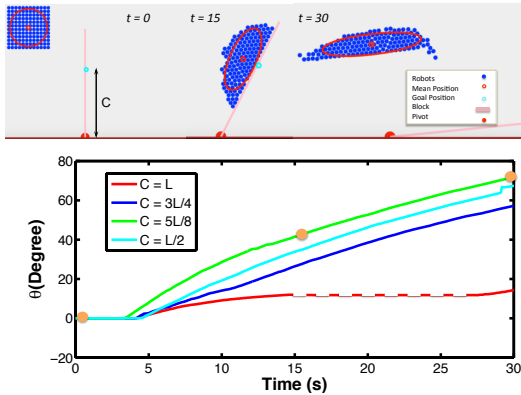 t = 0 t = 15 t = 30
C
Robots
Mean Position
Goal Position
Block
Pivot
80
60
40
20
0
−20
θ(Degree)
C = L
C = 3L/4
C = 5L/8
C = L/2
0 5 10 15 20 25 30
Time (s)